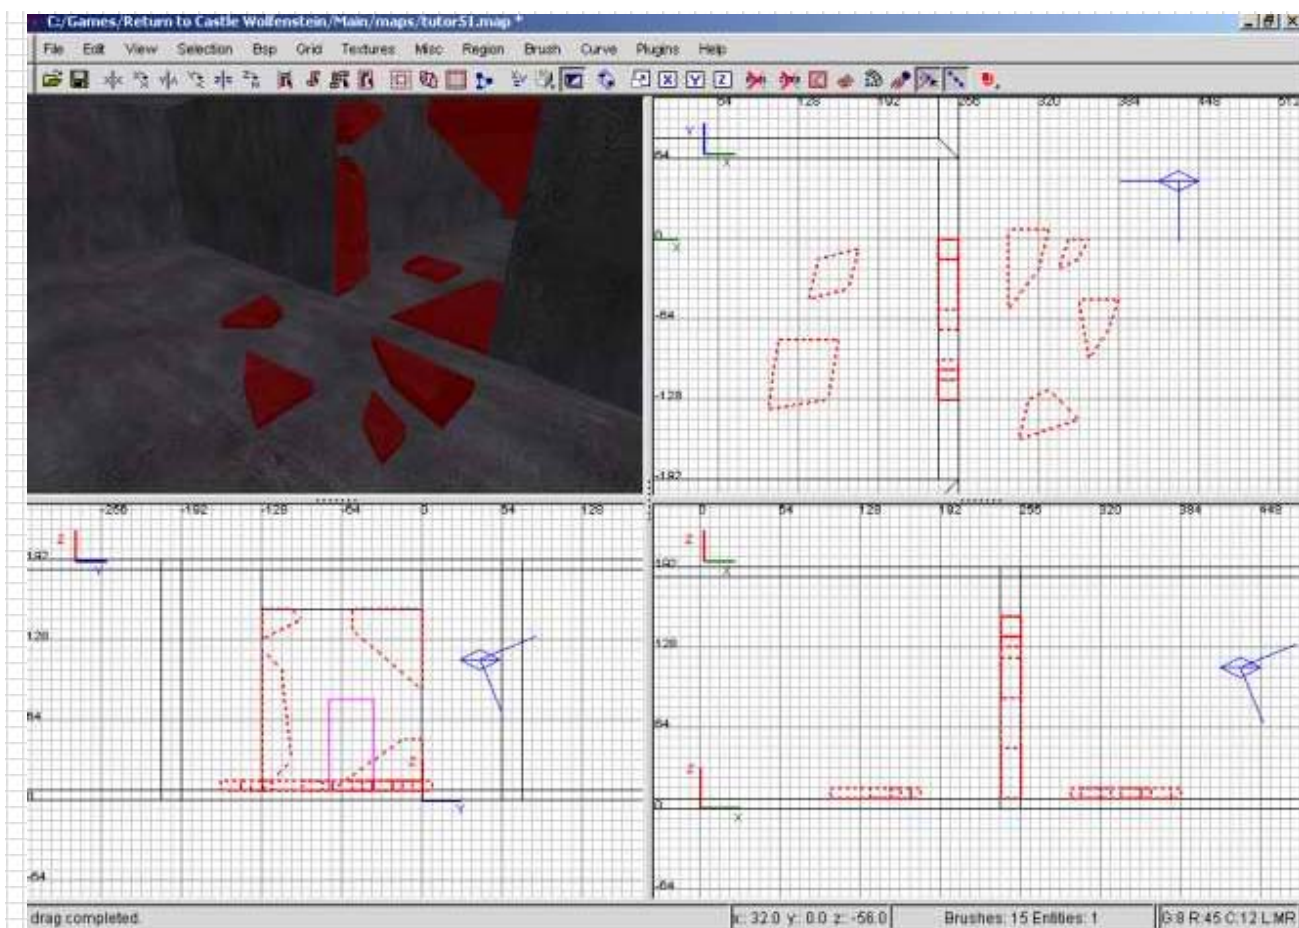 C:/Games/Return to Castle Wolfenstein/Main/maps/tutor51.map *
File Edit View Selection Bsp Grid Textures Misc Region Brush Curve Plugins Help
X Y Z
64 128 192 256 320 384 448 512
Y
X
64
0
X
-64
-128
-192
-256 -192 -128 -64 0 64 128
Z
192
Y
128
64
Z
0
Y
-64
0 64 128 192 256 320 384 448
Z
192
X
128
64
Z
0
X
-64
drag completed.
x: 32.0 y: 0.0 z: -56.0
Brushes: 15 Entities: 1
G:8 R:45 C:12 L:MR